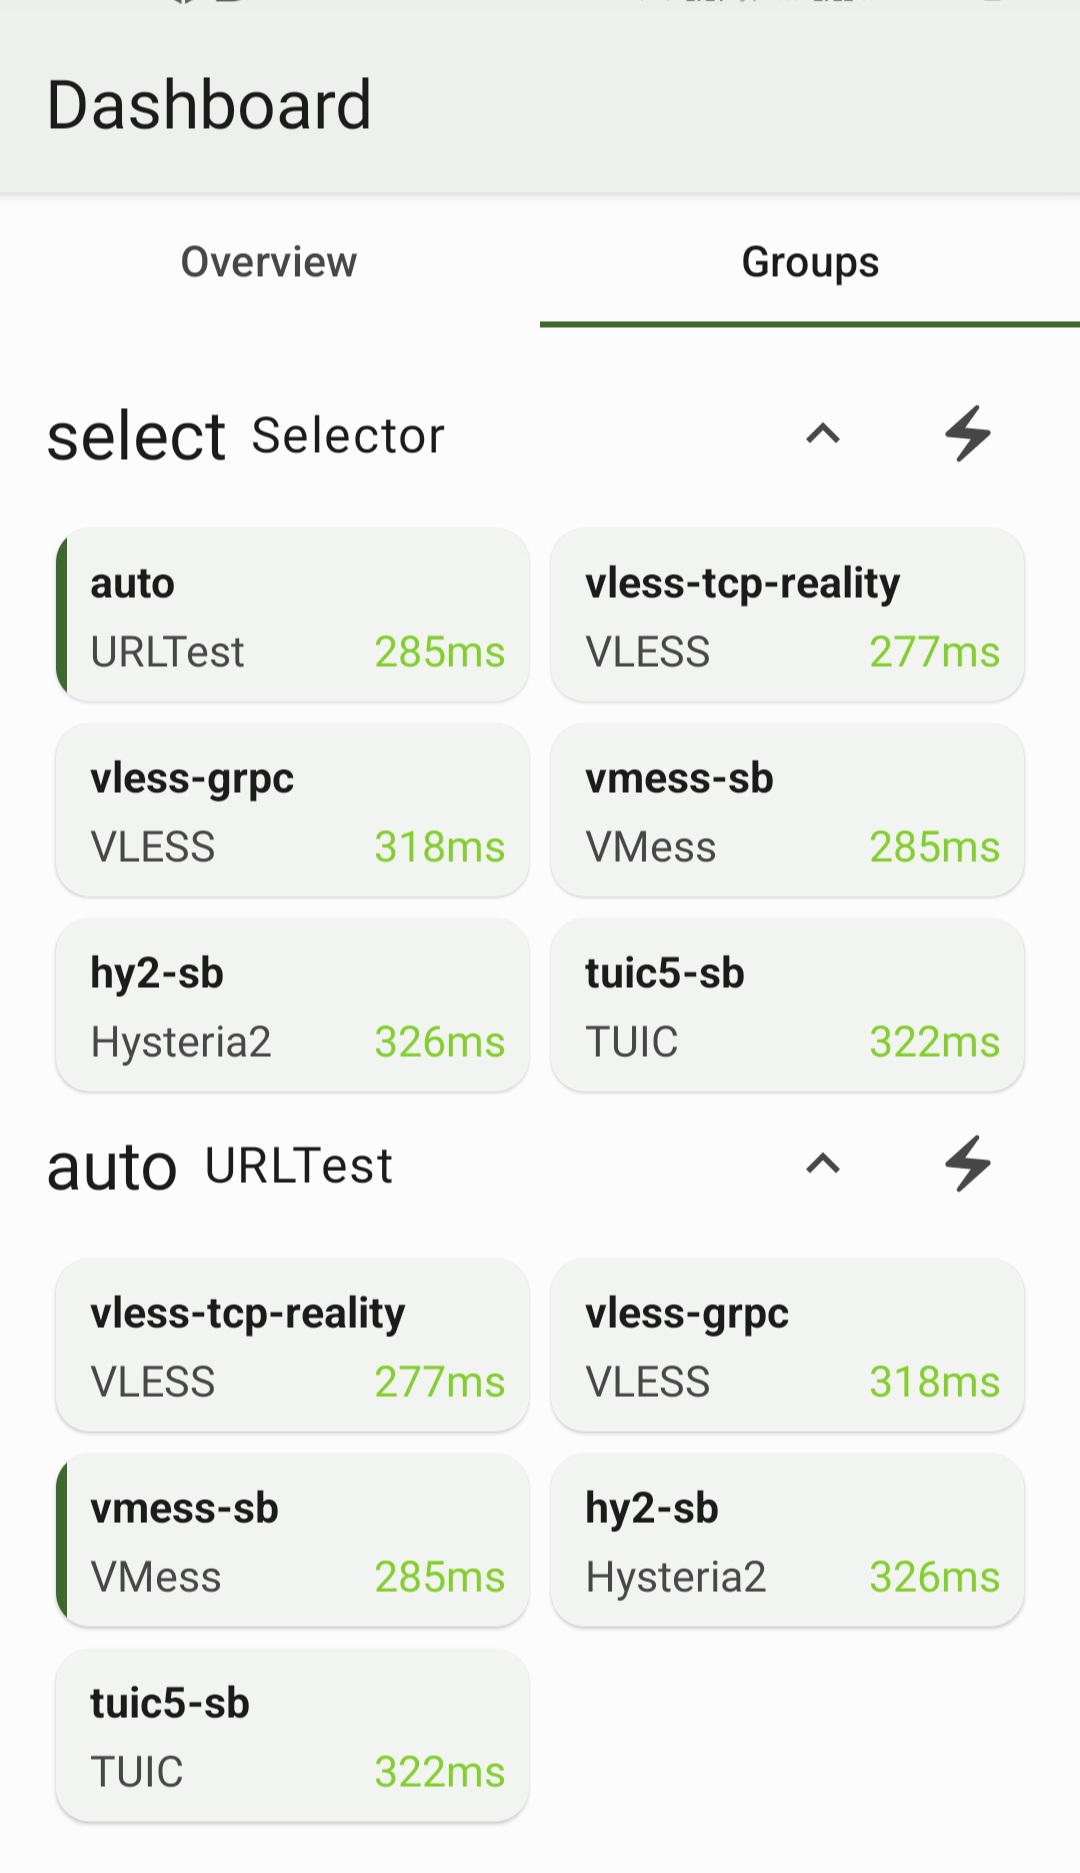 Dashboard
Overview Groups
select Selector
auto vless-tcp-reality
URLTest 285ms VLESS 277ms
vless-grpc vmess-sb
VLESS 318ms VMess 285ms
hy2-sb tuic5-sb
Hysteria2 326ms TUIC 322ms
auto URLTest
vless-tcp-reality vless-grpc
VLESS 277ms VLESS 318ms
vmess-sb hy2-sb
VMess 285ms Hysteria2 326ms
tuic5-sb
TUIC 322ms